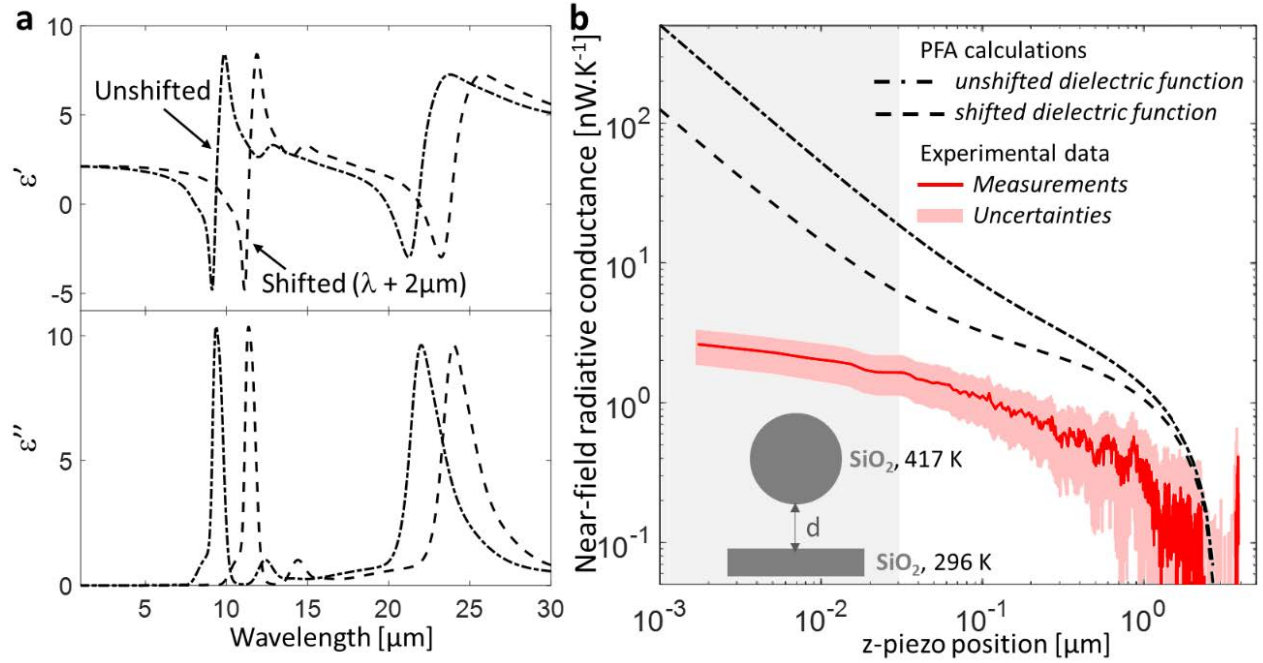 a
10
5
0
-5
ε'
Unshifted
Shifted (λ + 2μm)
10
5
0
ε''
5
10
15
20
25
30
Wavelength [μm]
b
Near-field radiative conductance [nW.K⁻¹]
10²
10¹
10⁰
10⁻¹
PFA calculations
unshifted dielectric function
shifted dielectric function
Experimental data
Measurements
Uncertainties
SiO₂, 417 K
d
SiO₂, 296 K
10⁻³
10⁻²
10⁻¹
10⁰
z-piezo position [μm]